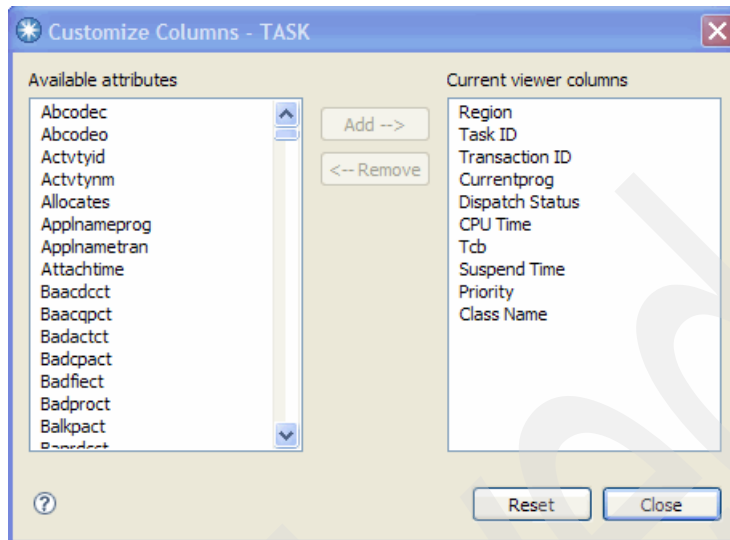 Customize Columns - TASK
Available attributes
Abcodec
Abcodeo
Actvtyid
Actvtynm
Allocates
Applnameprog
Applnametran
Attachtime
Baacdcct
Baacqpct
Badactct
Badcpact
Badfiect
Badproct
Balkpact
Add -->
<-- Remove
Current viewer columns
Region
Task ID
Transaction ID
Currentprog
Dispatch Status
CPU Time
Tcb
Suspend Time
Priority
Class Name
Reset
Close